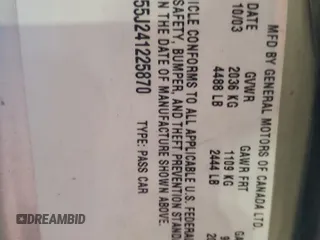 MFD BY GENERAL MOTORS OF CANADA LTD.
DATE GVWR GAWR FRT
10/03 2036 KG 1109 KG
4488 LB 2444 LB
ICLE CONFORMS TO ALL APPLICABLE U.S. FEDERAL
SAFETY, BUMPER, AND THEFT PREVENTION STAND
N THE DATE OF MANUFACTURE SHOWN ABOVE.
55J241225870 TYPE: PASS CAR
DREAMBID